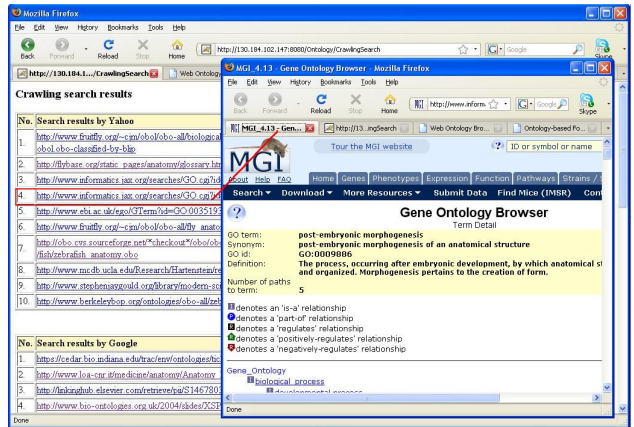 Mozilla Firefox
File Edit View History Bookmarks Tools Help
Back Forward Reload Stop Home http://130.184.102.147:8080/Ontology/CrawlingSearch Google Skype
http://130.184.1.../CrawlingSearch Web Ontology
Crawling search results
No. Search results by Yahoo
1. http://www.fruitfly.org/~cjm/obol/obo-all/biological
obol.obo-classified-by-blip
2. http://flybase.org/static_pages/anatomy/glossary.ht
3. http://www.informatics.jax.org/searches/GO.cgi?id
4. http://www.informatics.jax.org/searches/GO.cgi?id
5. http://www.ebi.ac.uk/ego/GTerm?id=GO:0035193
6. http://www.fruitfly.org/~cjm/obol/obo-all/fly_anato
7. http://obo.cvs.sourceforge.net/*checkout*/obo/obo
/fish/zebrafish_anatomy.obo
8. http://www.mcdb.ucla.edu/Research/Hartenstein/re
9. http://www.stephenjaygould.org/library/modern-sci
10. http://www.berkeleybop.org/ontologies/obo-all/zeb
No. Search results by Google
1. https://cedar.bio.indiana.edu/trac/env/ontologies/tic
2. http://www.loa-cnr.it/medicine/anatomy/Anatomy_
3. http://linkinghub.elsevier.com/retrieve/pii/S1467803
4. http://www.bio-ontologies.org.uk/2004/slides/XSP
Done
MGI_4.13 - Gene Ontology Browser - Mozilla Firefox
File Edit View History Bookmarks Tools Help
Back Forward Reload Stop Home http://www.inform. Google Skype
MGI_4.13 - Gen... http://13...ingSearch Web Ontology Bro... Ontology-based Fo...
MGI Tour the MGI website ID or symbol or name
About Help FAQ Home Genes Phenotypes Expression Function Pathways Strains /
Search Download More Resources Submit Data Find Mice (IMSR) Cont
Gene Ontology Browser
Term Detail
GO term: post-embryonic morphogenesis
Synonym: post-embryonic morphogenesis of an anatomical structure
GO id: GO:0009886
Definition: The process, occurring after embryonic development, by which anatomical st
and organized. Morphogenesis pertains to the creation of form.
Number of paths
to term: 5
I denotes an 'is-a' relationship
P denotes a 'part-of' relationship
R denotes a 'regulates' relationship
denotes a 'positively-regulates' relationship
denotes a 'negatively-regulates' relationship
Gene_Ontology
I biological_process
I developmental process
Done